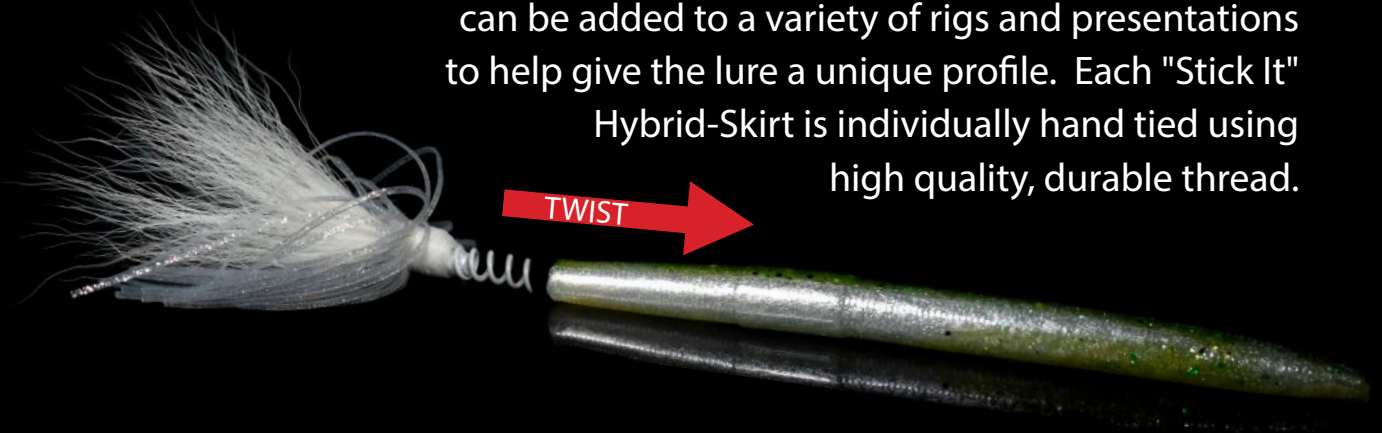 can be added to a variety of rigs and presentations
to help give the lure a unique profile.  Each "Stick It"
Hybrid-Skirt is individually hand tied using
high quality, durable thread.
TWIST